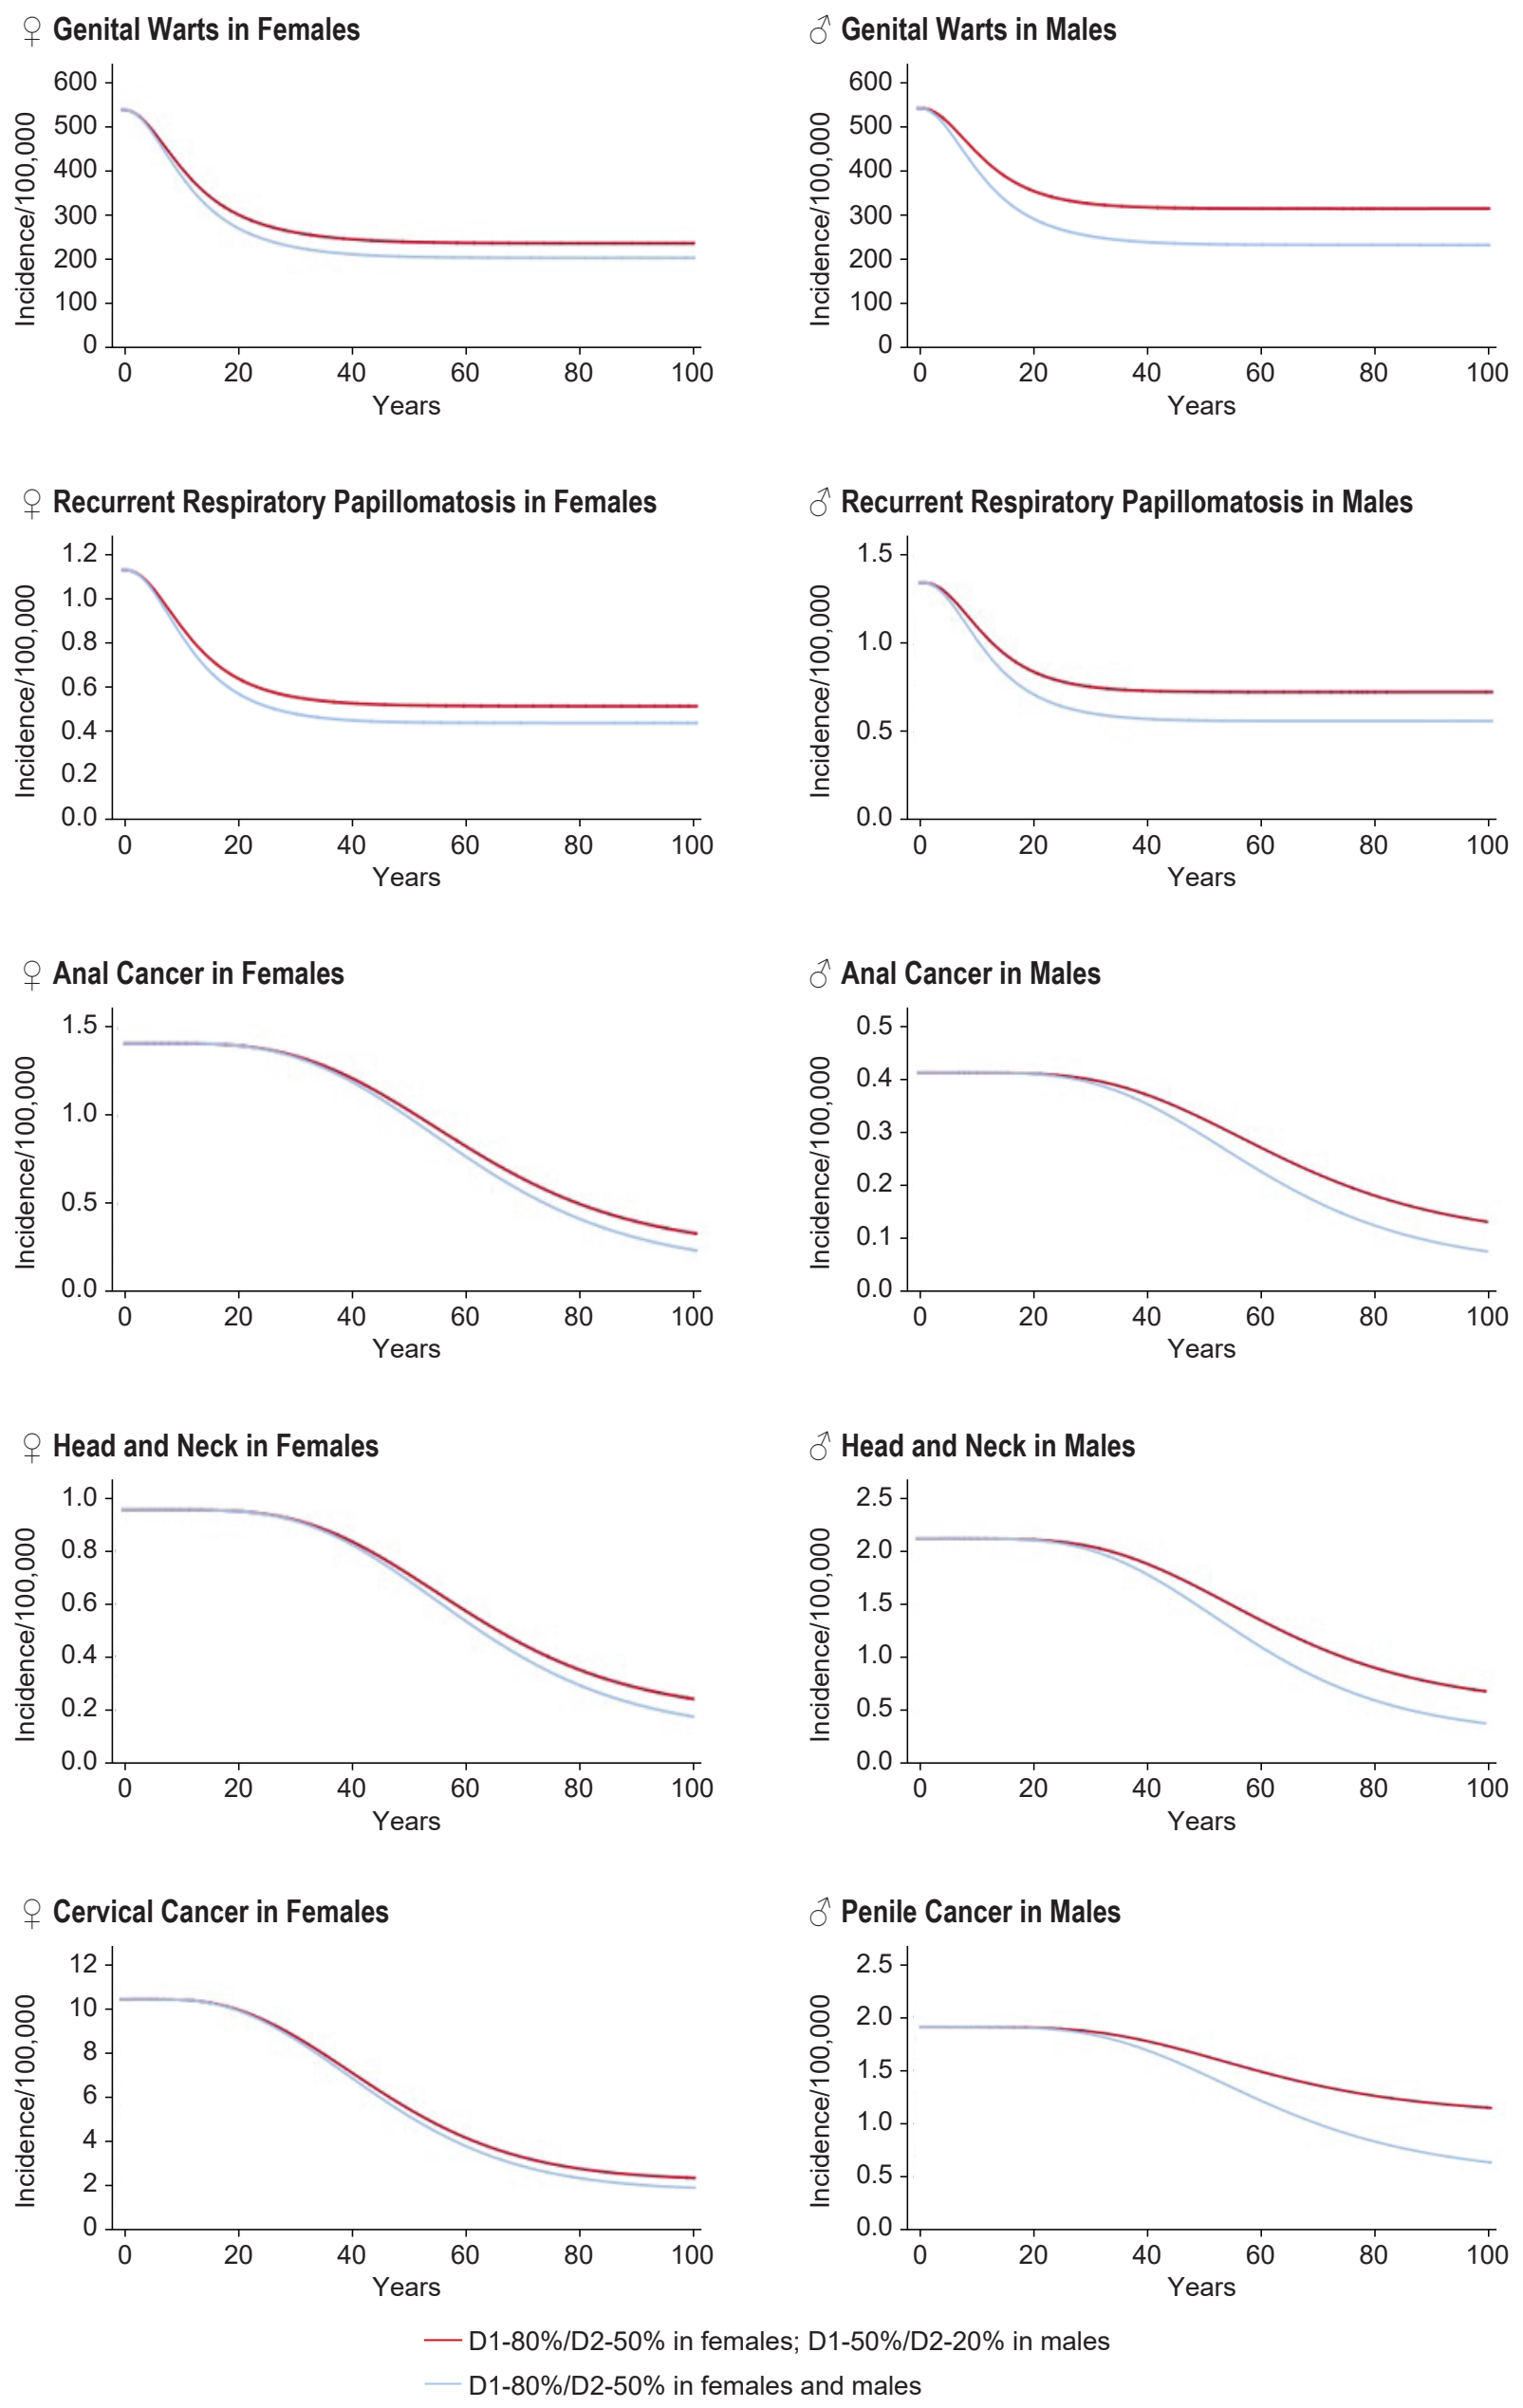 ♀ Genital Warts in Females
Incidence/100,000
600
500
400
300
200
100
0
0 20 40 60 80 100
Years
♂ Genital Warts in Males
Incidence/100,000
600
500
400
300
200
100
0
0 20 40 60 80 100
Years
♀ Recurrent Respiratory Papillomatosis in Females
Incidence/100,000
1.2
1.0
0.8
0.6
0.4
0.2
0.0
0 20 40 60 80 100
Years
♂ Recurrent Respiratory Papillomatosis in Males
Incidence/100,000
1.5
1.0
0.5
0.0
0 20 40 60 80 100
Years
♀ Anal Cancer in Females
Incidence/100,000
1.5
1.0
0.5
0.0
0 20 40 60 80 100
Years
♂ Anal Cancer in Males
Incidence/100,000
0.5
0.4
0.3
0.2
0.1
0.0
0 20 40 60 80 100
Years
♀ Head and Neck in Females
Incidence/100,000
1.0
0.8
0.6
0.4
0.2
0.0
0 20 40 60 80 100
Years
♂ Head and Neck in Males
Incidence/100,000
2.5
2.0
1.5
1.0
0.5
0.0
0 20 40 60 80 100
Years
♀ Cervical Cancer in Females
Incidence/100,000
12
10
8
6
4
2
0
0 20 40 60 80 100
Years
♂ Penile Cancer in Males
Incidence/100,000
2.5
2.0
1.5
1.0
0.5
0.0
0 20 40 60 80 100
Years
D1-80%/D2-50% in females; D1-50%/D2-20% in males
D1-80%/D2-50% in females and males